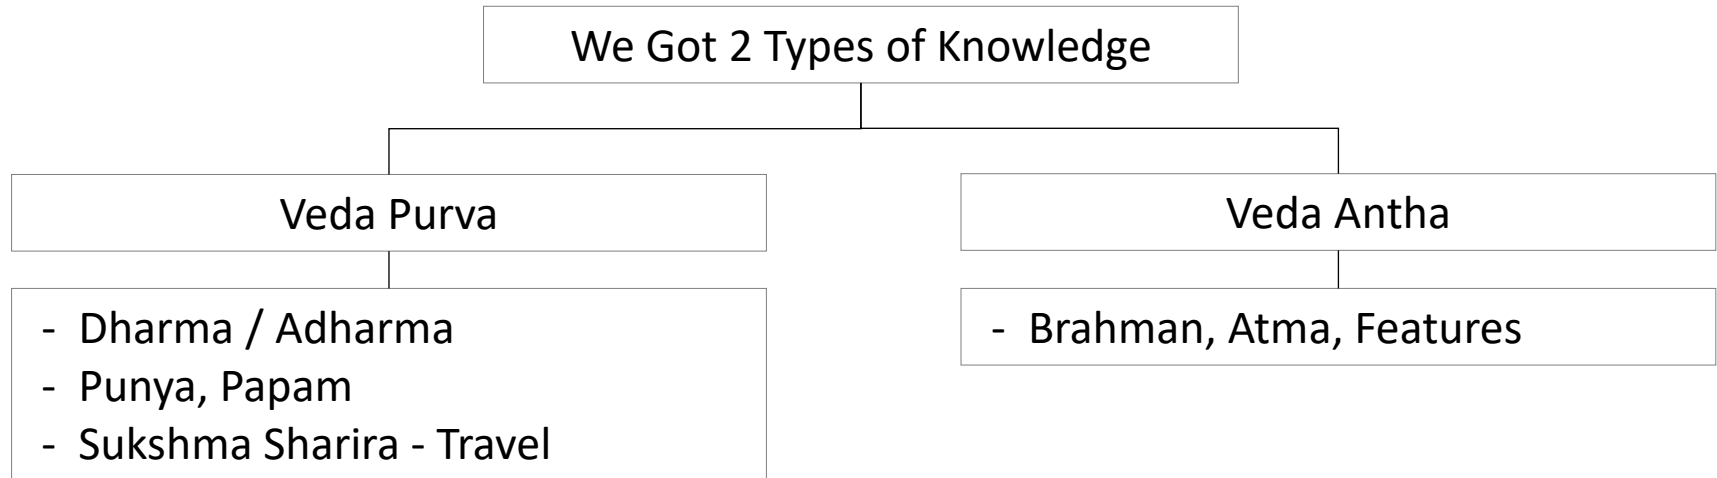 We Got 2 Types of Knowledge
Veda Purva
- Dharma / Adharma
- Punya, Papam
- Sukshma Sharira - Travel
Veda Antha
- Brahman, Atma, Features